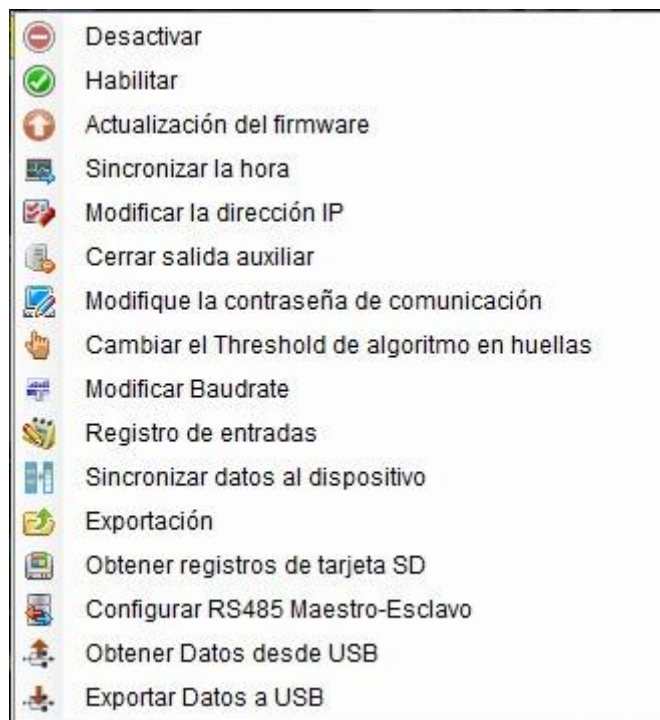 Desactivar
Habilitar
Actualización del firmware
Sincronizar la hora
Modificar la dirección IP
Cerrar salida auxiliar
Modifique la contraseña de comunicación
Cambiar el Threshold de algoritmo en huellas
Modificar Baudrate
Registro de entradas
Sincronizar datos al dispositivo
Exportación
Obtener registros de tarjeta SD
Configurar RS485 Maestro-Esclavo
Obtener Datos desde USB
Exportar Datos a USB